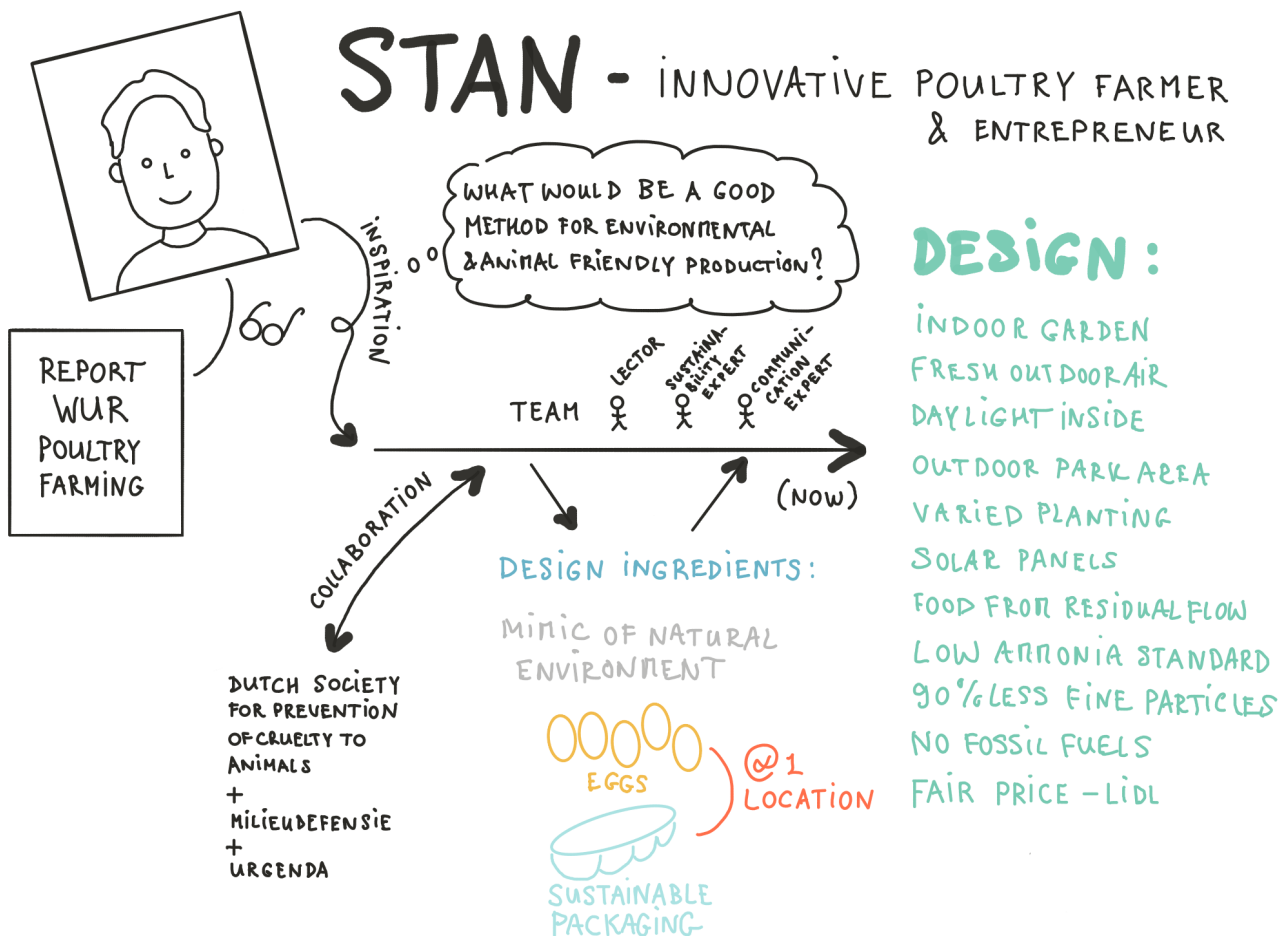 STAN - INNOVATIVE POULTRY FARMER
& ENTREPRENEUR
WHAT WOULD BE A GOOD
METHOD FOR ENVIRONMENTAL
& ANIMAL FRIENDLY PRODUCTION?
INSPIRATION
REPORT
WUR
POULTRY
FARMING
TEAM
LECTOR
SUSTAINA-
BILITY
EXPERT
COMMUNI-
CATION
EXPERT
(NOW)
COLLABORATION
DUTCH SOCIETY
FOR PREVENTION
OF CRUELTY TO
ANIMALS
+
MILIEUDEFENSIE
+
URGENDA
DESIGN INGREDIENTS:
MIMIC OF NATURAL
ENVIRONMENT
EGGS
@ 1
LOCATION
SUSTAINABLE
PACKAGING
DESIGN:
INDOOR GARDEN
FRESH OUTDOOR AIR
DAYLIGHT INSIDE
OUTDOOR PARK AREA
VARIED PLANTING
SOLAR PANELS
FOOD FROM RESIDUAL FLOW
LOW AMMONIA STANDARD
90% LESS FINE PARTICLES
NO FOSSIL FUELS
FAIR PRICE - LIDL